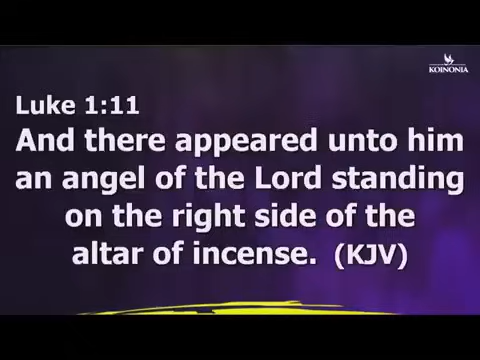 KOINONIA
Luke 1:11
And there appeared unto him
an angel of the Lord standing
on the right side of the
altar of incense. (KJV)